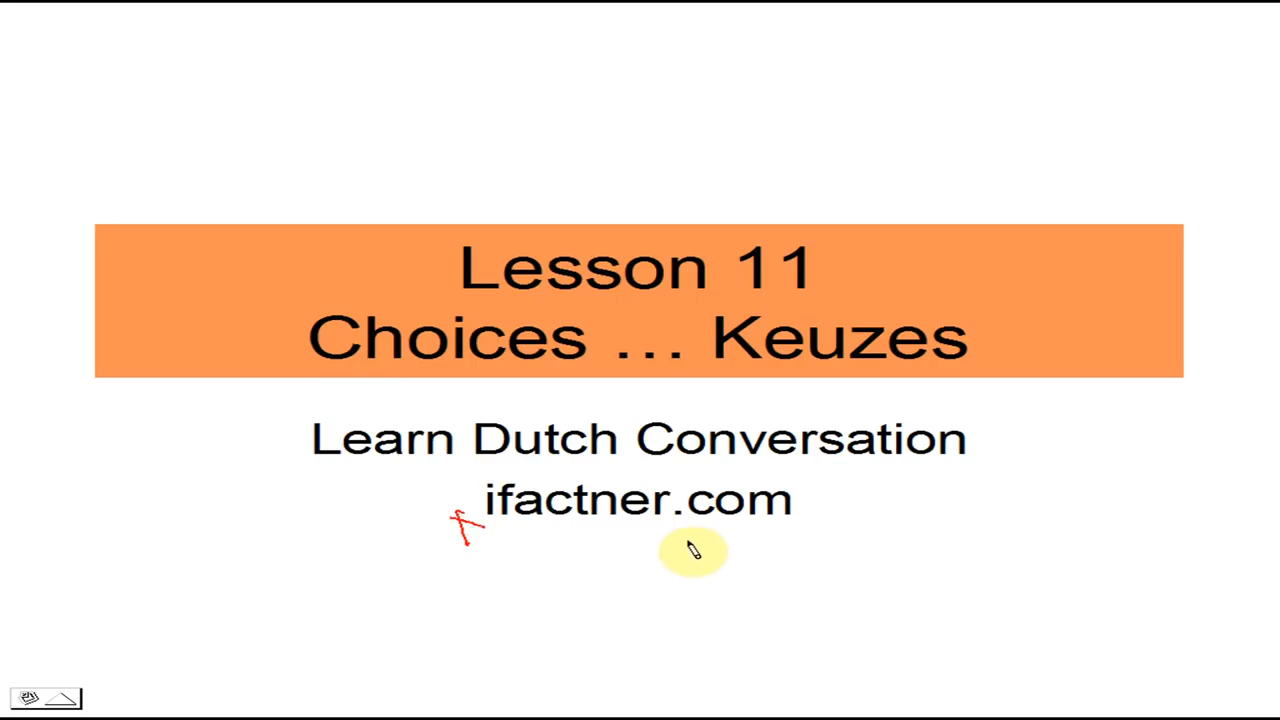 Lesson 11
Choices … Keuzes
Learn Dutch Conversation
ifactner.com